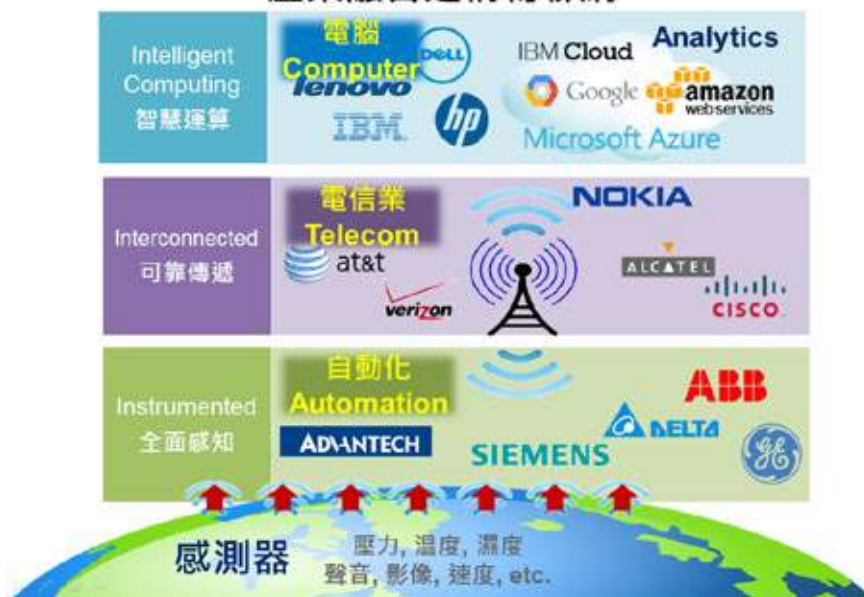 Intelligent
Computing
智慧運算
電腦
Computer
DELL
lenovo
IBM
hp
IBM Cloud
Analytics
Google
amazon
webservices
Microsoft Azure
Interconnected
可靠傳遞
電信業
Telecom
at&t
verizon
NOKIA
ALCATEL
CISCO
Instrumented
全面感知
自動化
Automation
ADVANTECH
SIEMENS
DELTA
ABB
GE
感測器
壓力, 溫度, 濕度
聲音, 影像, 速度, etc.